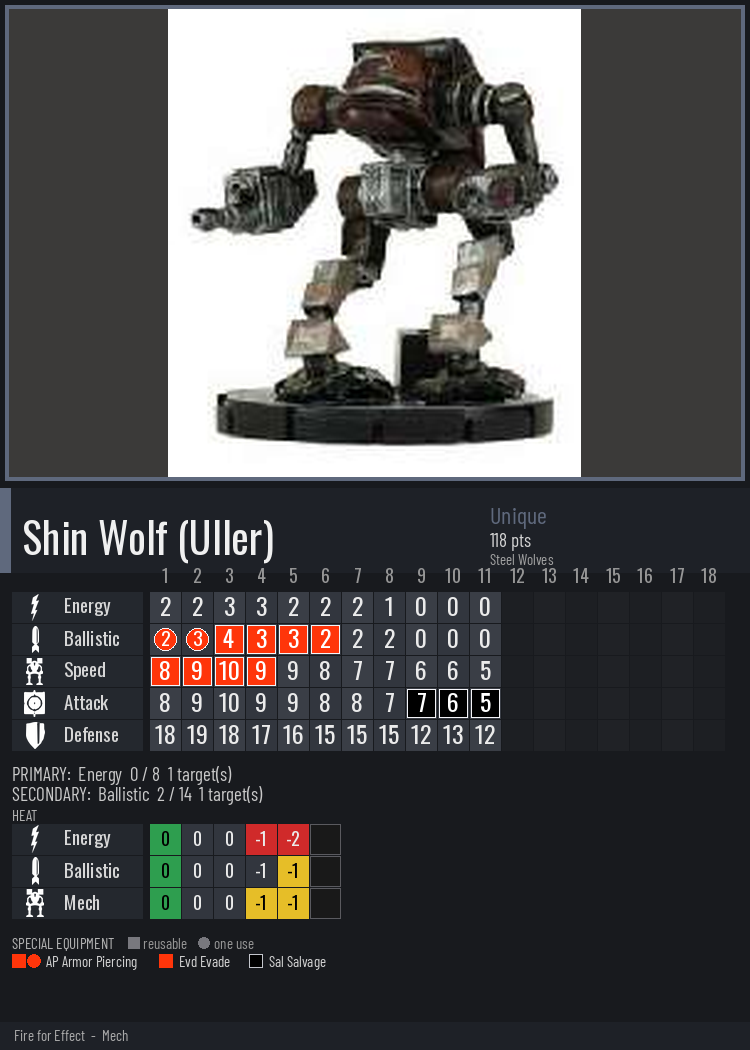 Shin Wolf (Uller)
Unique
118 pts
Steel Wolves
1 2 3 4 5 6 7 8 9 10 11 12 13 14 15 16 17 18
Energy 2 2 3 3 2 2 2 1 0 0 0
Ballistic 2 3 4 3 3 2 2 2 0 0 0
Speed 8 9 10 9 9 8 7 7 6 6 5
Attack 8 9 10 9 9 8 8 7 7 6 5
Defense 18 19 18 17 16 15 15 15 12 13 12
PRIMARY: Energy 0 / 8 1 target(s)
SECONDARY: Ballistic 2 / 14 1 target(s)
HEAT
Energy 0 0 0 -1 -2
Ballistic 0 0 0 -1 -1
Mech 0 0 0 -1 -1
SPECIAL EQUIPMENT reusable one use
AP Armor Piercing Evd Evade Sal Salvage
Fire for Effect - Mech